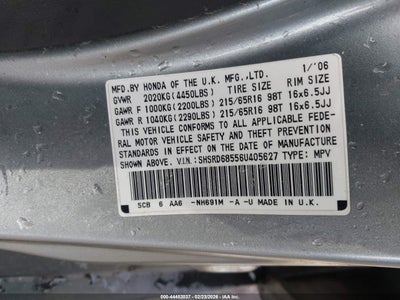 MFD.BY HONDA OF THE U.K. MFG.,LTD. 1/'06
GVWR 2020KG(4450LBS) TIRE SIZE RIM SIZE
GAWR F 1000KG(2200LBS) 215/65R16 98T 16x6.5JJ
GAWR R 1040KG(2290LBS) 215/65R16 98T 16x6.5JJ
THIS VEHICLE CONFORMS TO ALL APPLICABLE FEDE-
RAL MOTOR VEHICLE SAFETY AND THEFT PREVENTION
STANDARDS IN EFFECT ON THE DATE OF MANUFACTURE
SHOWN ABOVE. V.I.N.: SHSRD68556U405627 TYPE: MPV
SCB 6 AA6 -NH691M -A -U MADE IN U.K.
000-44452037 - 02/23/2026 - IAA Holdings, LLC